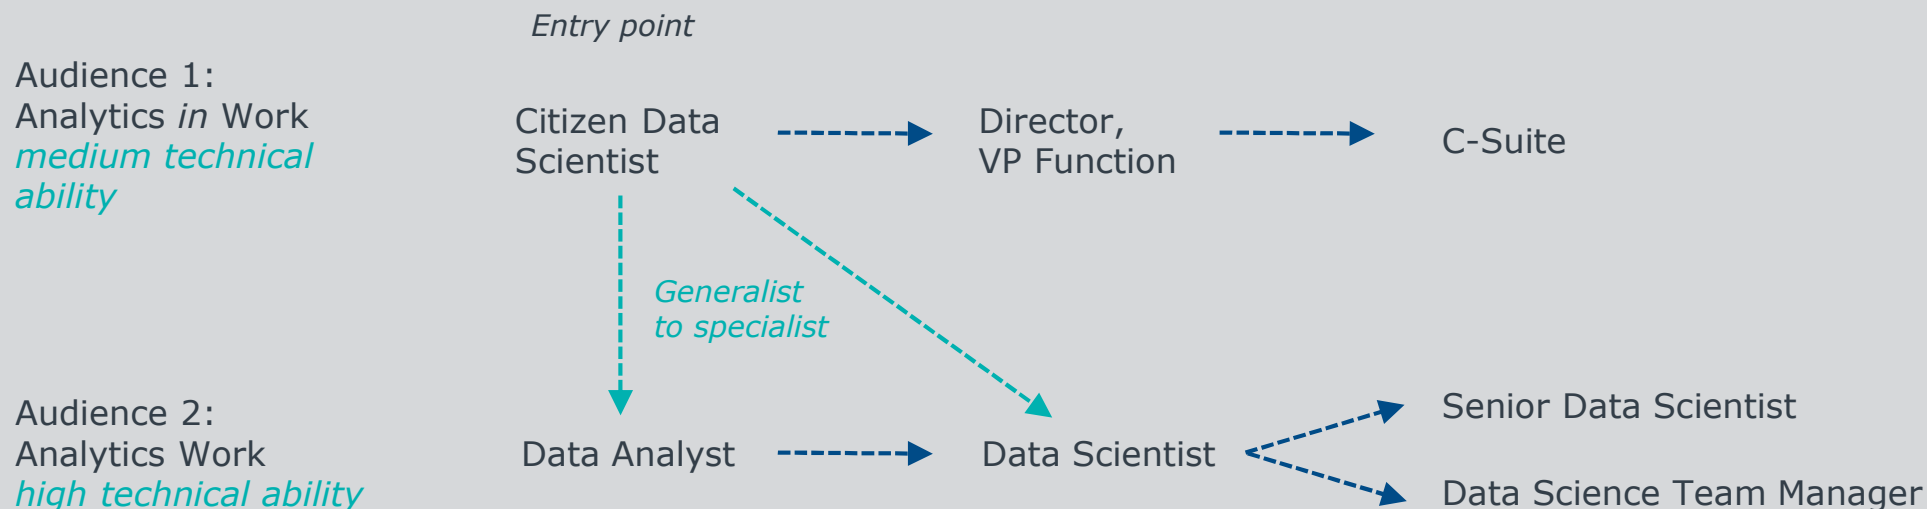 Entry point
Audience 1:
Analytics in Work
medium technical
ability
Citizen Data
Scientist
Director,
VP Function
C-Suite
Generalist
to specialist
Audience 2:
Analytics Work
high technical ability
Data Analyst
Data Scientist
Senior Data Scientist
Data Science Team Manager